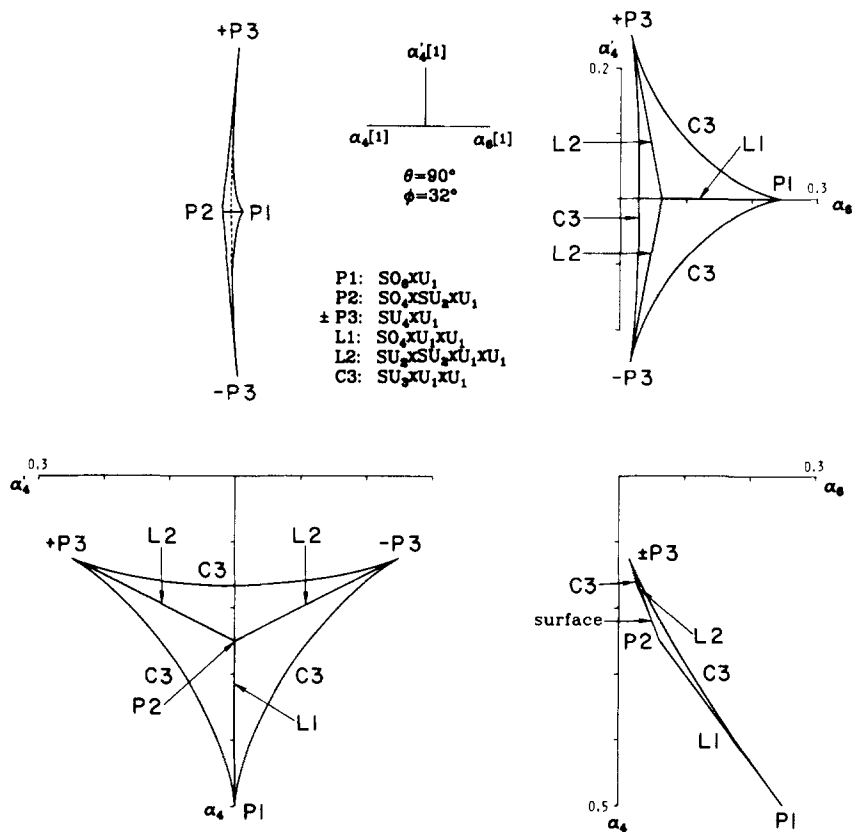 +P3
P2
P1
-P3
α₄'[1]
α₄[1]
α₆[1]
θ=90°
φ=32°
P1: SO₆XU₁
P2: SO₄XSU₂XU₁
± P3: SU₄XU₁
L1: SO₄XU₁XU₁
L2: SU₂XSU₂XU₁XU₁
C3: SU₃XU₁XU₁
+P3
α₄'
0.2
C3
L2
L1
P1
0.3
C3
α₆
L2
C3
-P3
0.3
α₄'
L2
L2
+P3
-P3
C3
C3
C3
P2
L1
α₄
P1
0.3
α₆
±P3
C3
surface
L2
P2
C3
L1
0.5
α₄
P1